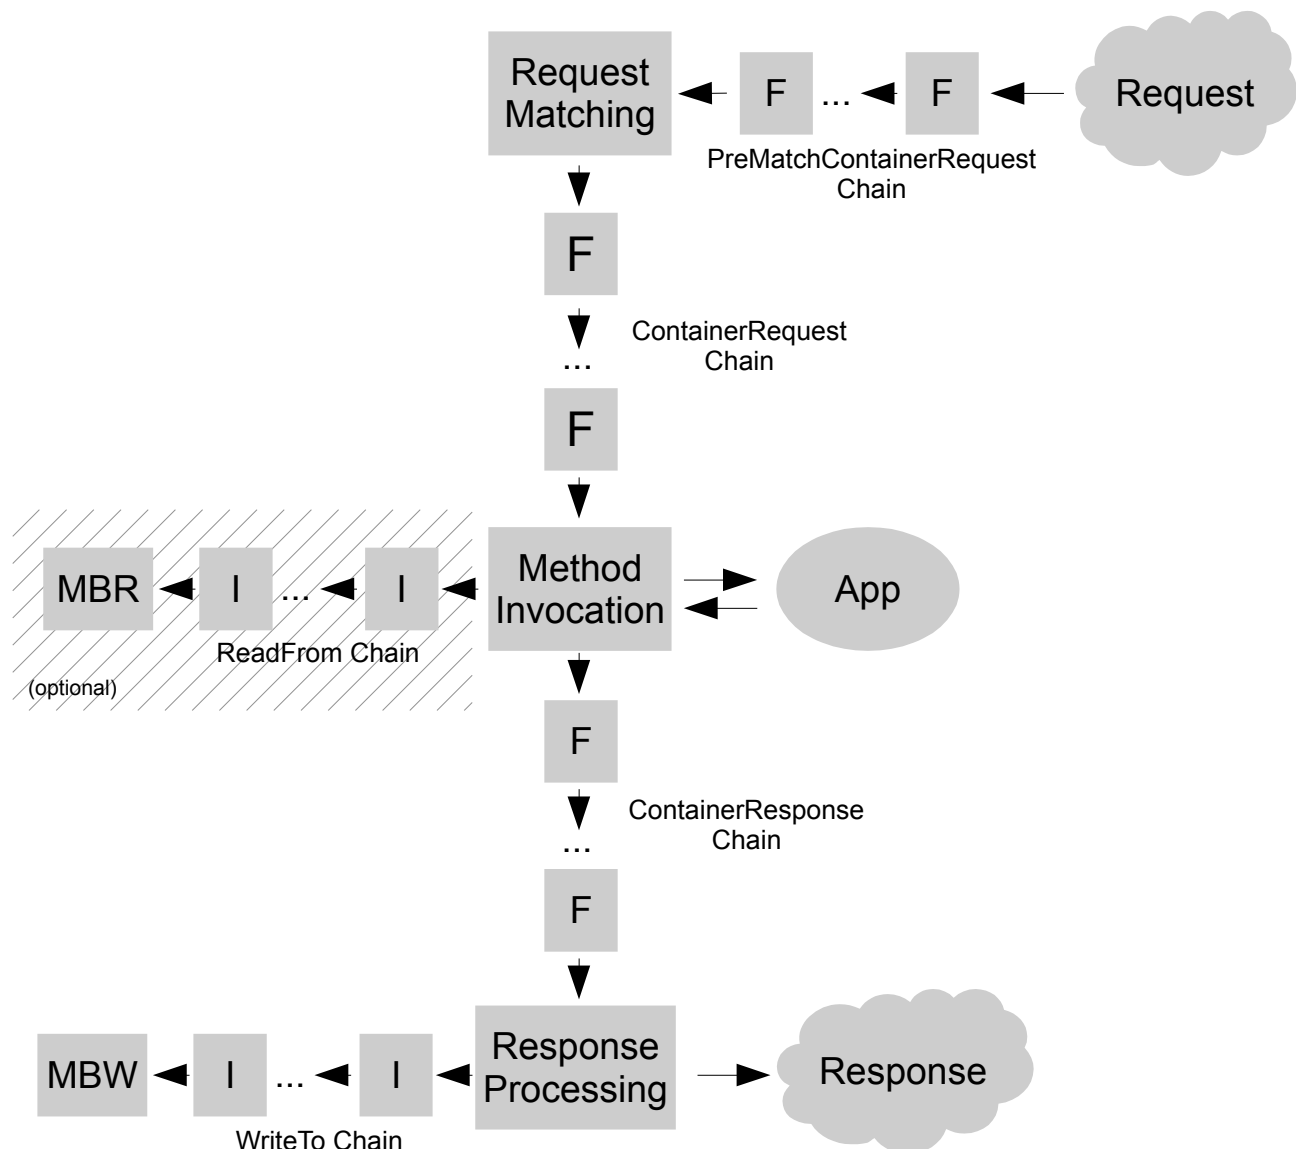 Request
Matching
F
...
F
Request
PreMatchContainerRequest
Chain
F
ContainerRequest
Chain
...
F
MBR
I
...
I
Method
Invocation
App
ReadFrom Chain
(optional)
F
ContainerResponse
Chain
...
F
MBW
I
...
I
Response
Processing
Response
WriteTo Chain